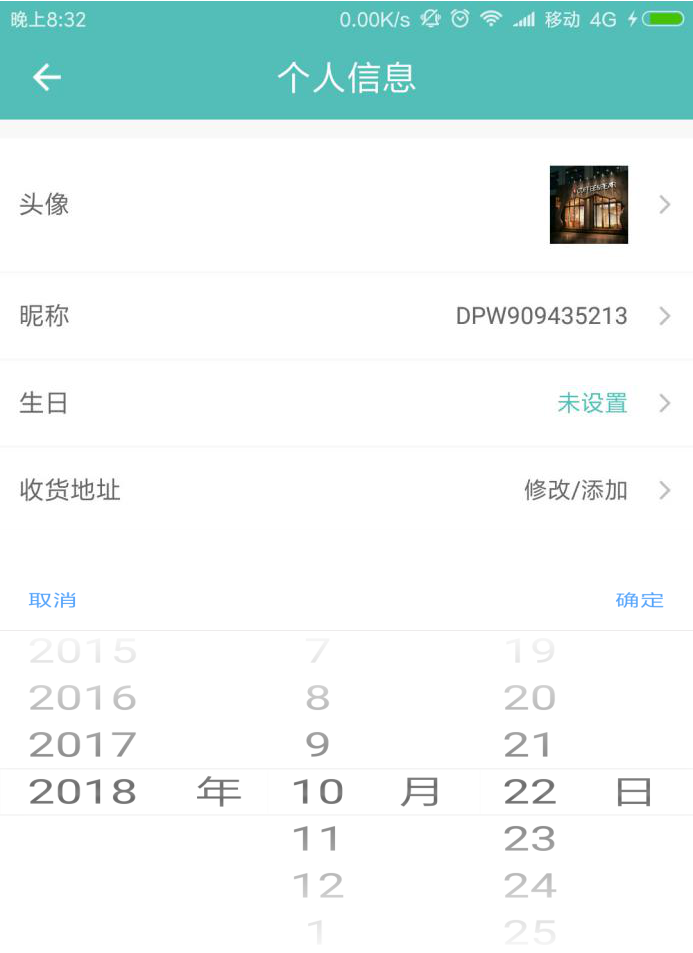 晚上8:32 0.00K/s 移动 4G
个人信息
头像
昵称 DPW909435213
生日 未设置
收货地址 修改/添加
取消 确定
2015 7 19
2016 8 20
2017 9 21
2018 年 10 月 22 日
11 23
12 24
1 25